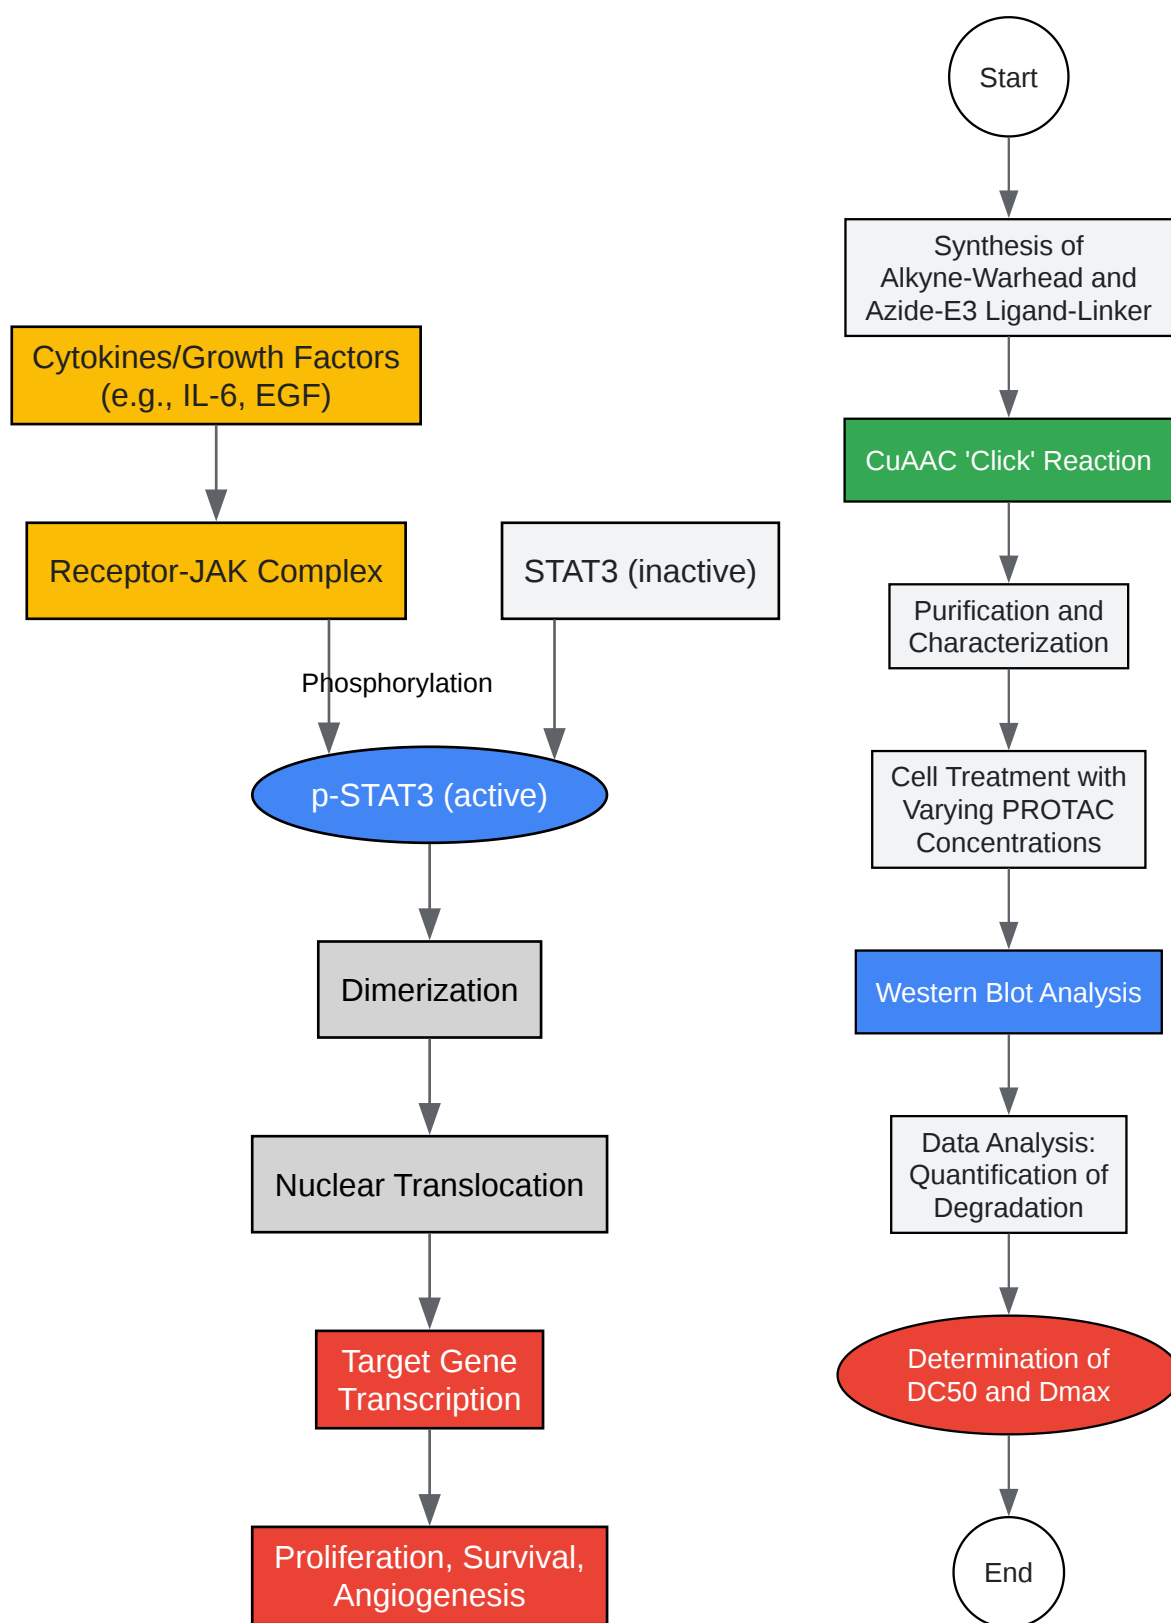 Cytokines/Growth Factors
(e.g., IL-6, EGF)
Receptor-JAK Complex
STAT3 (inactive)
Phosphorylation
p-STAT3 (active)
Dimerization
Nuclear Translocation
Target Gene
Transcription
Proliferation, Survival,
Angiogenesis
Start
Synthesis of
Alkyne-Warhead and
Azide-E3 Ligand-Linker
CuAAC 'Click' Reaction
Purification and
Characterization
Cell Treatment with
Varying PROTAC
Concentrations
Western Blot Analysis
Data Analysis:
Quantification of
Degradation
Determination of
DC50 and Dmax
End